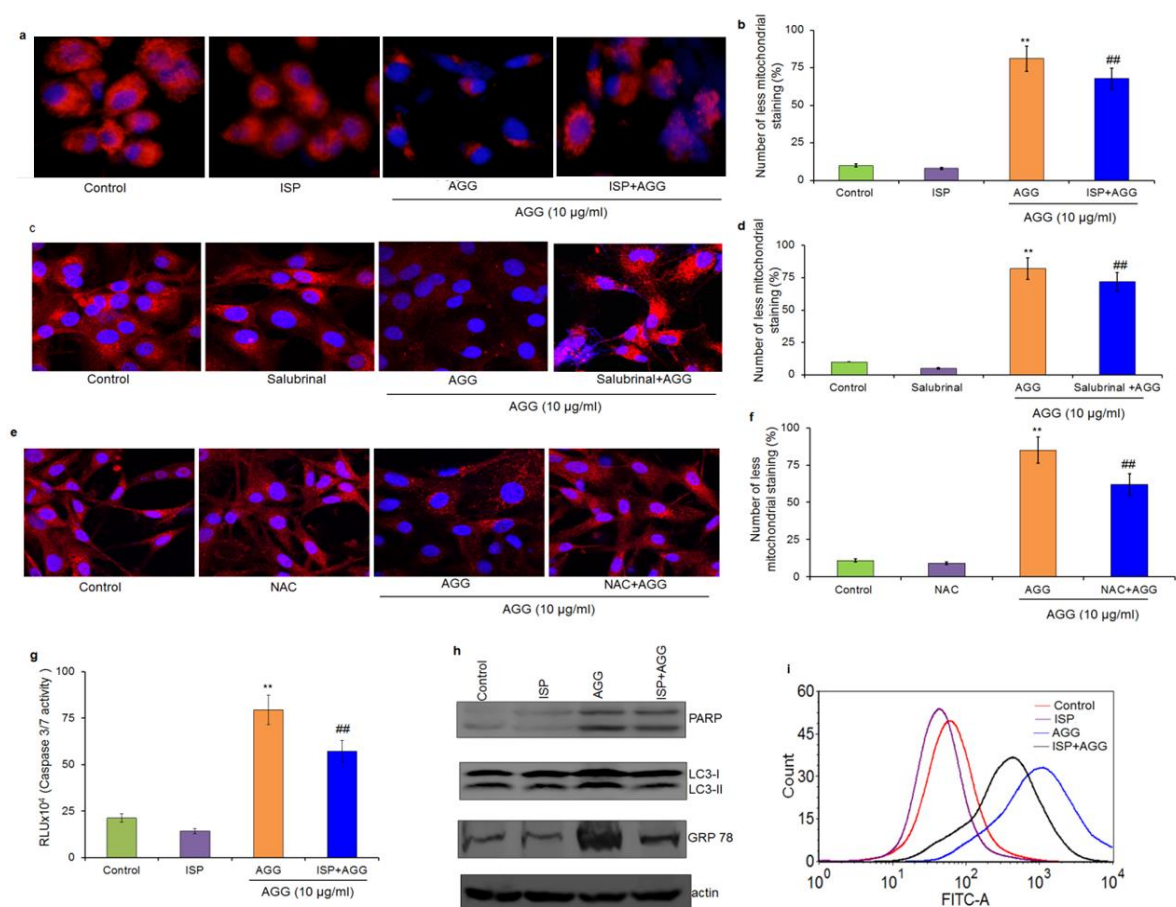 a
Control ISP AGG ISP+AGG
AGG (10 µg/ml)
b
Number of less mitochondrial
staining (%)
100
75
50
25
0
**
##
Control ISP AGG ISP+AGG
AGG (10 µg/ml)
c
Control Salubrinal AGG Salubrinal+AGG
AGG (10 µg/ml)
d
Number of less mitochondrial
staining (%)
100
75
50
25
0
**
##
Control Salubrinal AGG Salubrinal +AGG
AGG (10 µg/ml)
e
Control NAC AGG NAC+AGG
AGG (10 µg/ml)
f
Number of less
mitochondrial staining (%)
100
75
50
25
0
**
##
Control NAC AGG NAC+AGG
AGG (10 µg/ml)
g
RLUx10⁶ (Caspase 3/7 activity )
100
75
50
25
0
**
##
Control ISP AGG ISP+AGG
AGG (10 µg/ml)
h
Control ISP AGG ISP+AGG
PARP
LC3-I
LC3-II
GRP 78
actin
i
Count
60
45
30
15
0
Control
ISP
AGG
ISP+AGG
10⁰ 10¹ 10² 10³ 10⁴
FITC-A